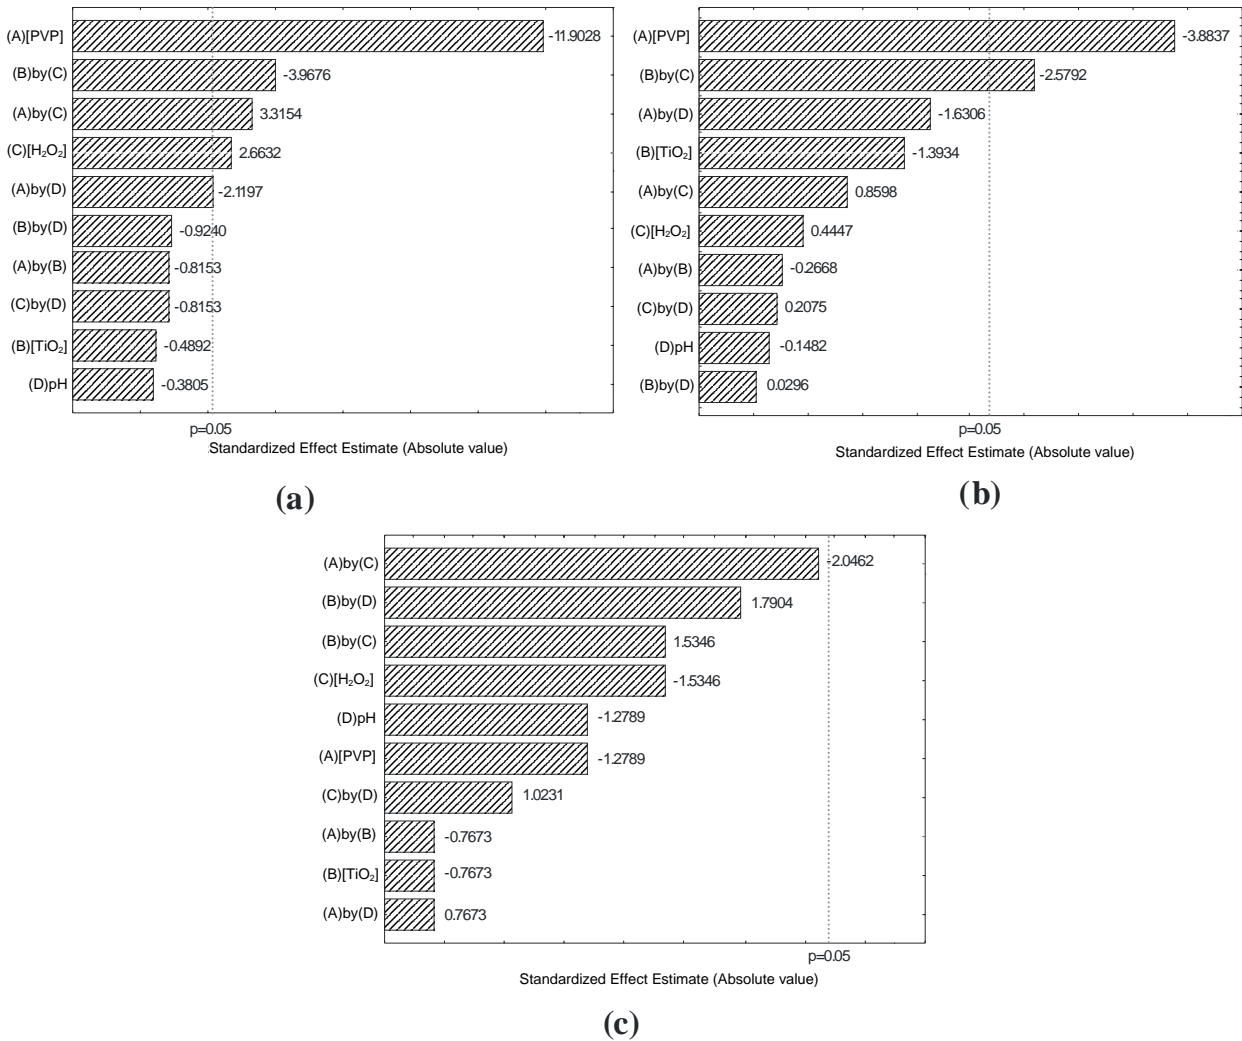 (A)[PVP] -11.9028
(B)by(C) -3.9676
(A)by(C) 3.3154
(C)[H₂O₂] 2.6632
(A)by(D) -2.1197
(B)by(D) -0.9240
(A)by(B) -0.8153
(C)by(D) -0.8153
(B)[TiO₂] -0.4892
(D)pH -0.3805
p=0.05
Standardized Effect Estimate (Absolute value)
(a)
(A)[PVP] -3.8837
(B)by(C) -2.5792
(A)by(D) -1.6306
(B)[TiO₂] -1.3934
(A)by(C) 0.8598
(C)[H₂O₂] 0.4447
(A)by(B) -0.2668
(C)by(D) 0.2075
(D)pH -0.1482
(B)by(D) 0.0296
p=0.05
Standardized Effect Estimate (Absolute value)
(b)
(A)by(C) -2.0462
(B)by(D) 1.7904
(B)by(C) 1.5346
(C)[H₂O₂] -1.5346
(D)pH -1.2789
(A)[PVP] -1.2789
(C)by(D) 1.0231
(A)by(B) -0.7673
(B)[TiO₂] -0.7673
(A)by(D) 0.7673
p=0.05
Standardized Effect Estimate (Absolute value)
(c)